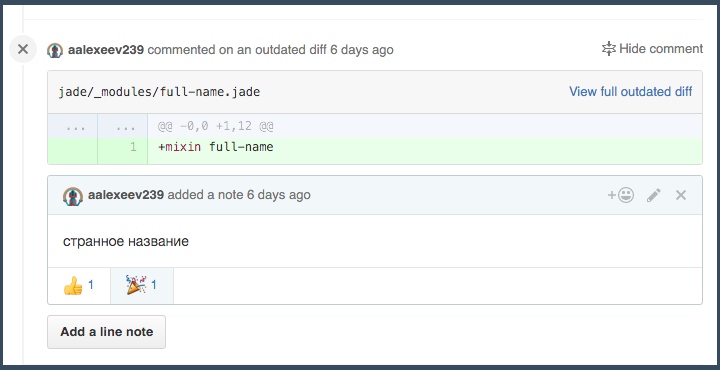 aalexeev239 commented on an outdated diff 6 days ago
Hide comment
jade/_modules/full-name.jade
View full outdated diff
... ... @@ -0,0 +1,12 @@
1 +mixin full-name
aalexeev239 added a note 6 days ago
странное название
👍 1 🎉 1
Add a line note